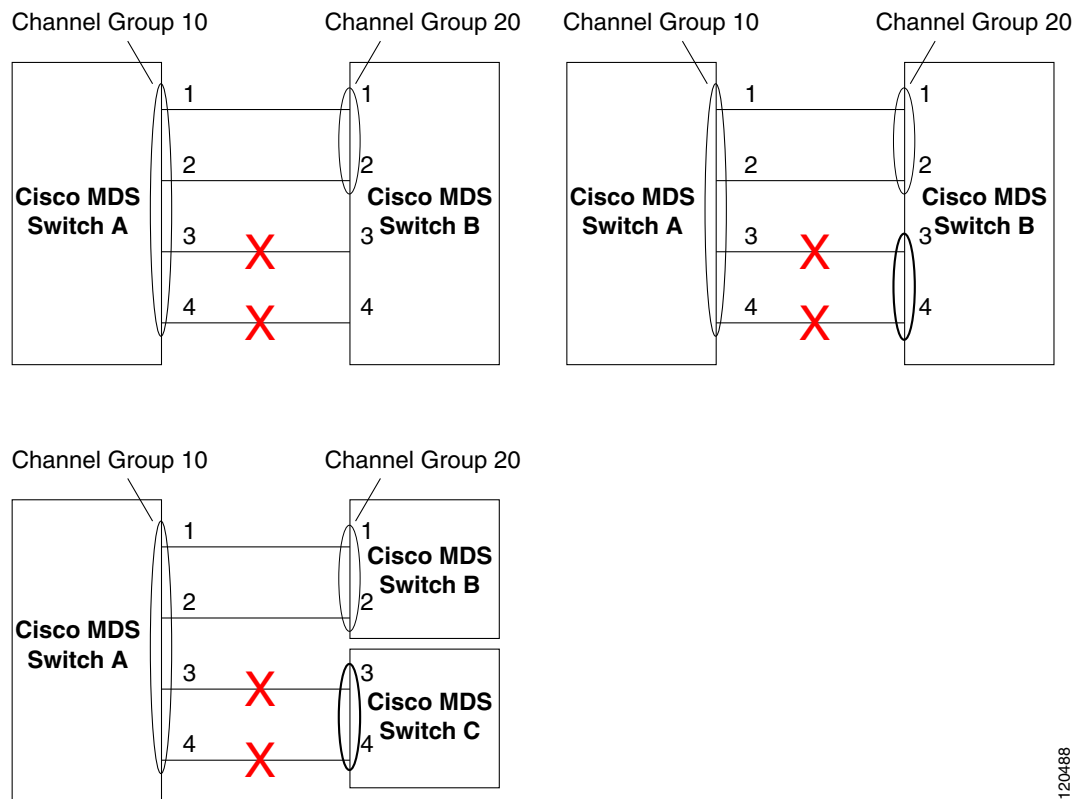 Channel Group 10
Channel Group 20
1
1
2
2
Cisco MDS
Switch A
Cisco MDS
Switch B
3
X
3
4
X
4
Channel Group 10
Channel Group 20
1
1
2
2
Cisco MDS
Switch A
Cisco MDS
Switch B
3
X
3
4
X
4
Channel Group 10
Channel Group 20
1
1
Cisco MDS
Switch B
2
2
Cisco MDS
Switch A
3
X
3
Cisco MDS
Switch C
4
X
4
120488